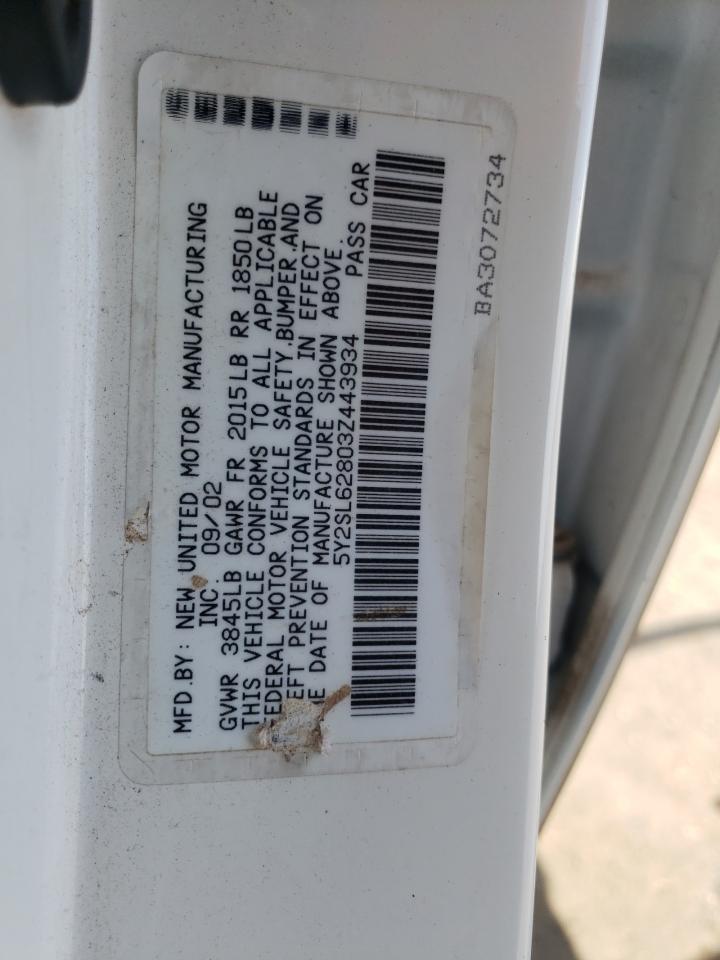 MFD.BY: NEW UNITED MOTOR MANUFACTURING
INC. 09/02
GVWR 3845LB GAWR FR 2015LB RR 1850LB
THIS VEHICLE CONFORMS TO ALL APPLICABLE
FEDERAL MOTOR VEHICLE SAFETY,BUMPER,AND
PREVENTION STANDARDS IN EFFECT ON
DATE OF MANUFACTURE SHOWN ABOVE.
5Y2SL62803Z443934 PASS CAR
BA3072734